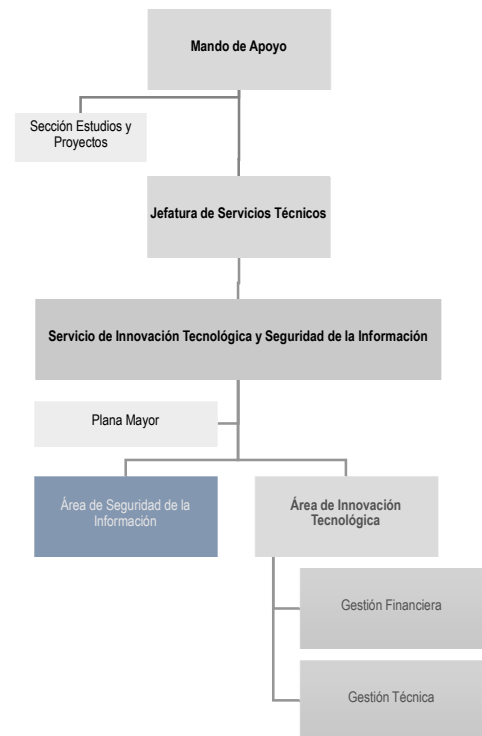 Mando de Apoyo
Sección Estudios y
Proyectos
Jefatura de Servicios Técnicos
Servicio de Innovación Tecnológica y Seguridad de la Información
Plana Mayor
Área de Seguridad de la
Información
Área de Innovación
Tecnológica
Gestión Financiera
Gestión Técnica